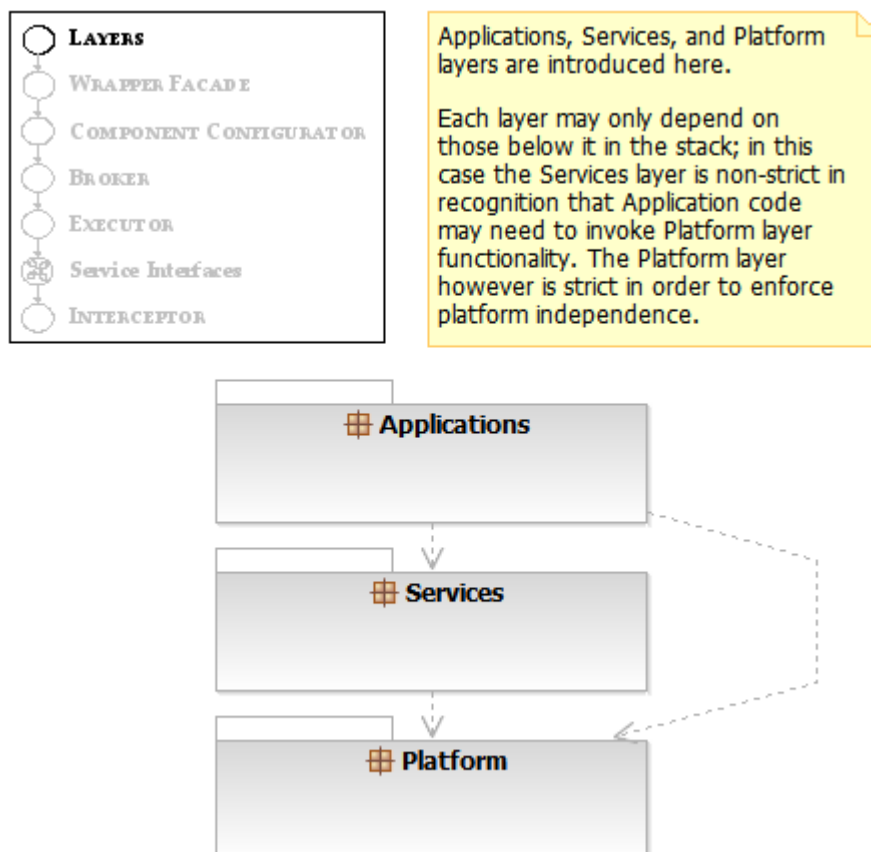 LAYERS
WRAPPER FACADE
COMPONENT CONFIGURATOR
BROKER
EXECUTOR
Service Interfaces
INTERCEPTOR
Applications, Services, and Platform
layers are introduced here.
Each layer may only depend on
those below it in the stack; in this
case the Services layer is non-strict in
recognition that Application code
may need to invoke Platform layer
functionality. The Platform layer
however is strict in order to enforce
platform independence.
Applications
Services
Platform